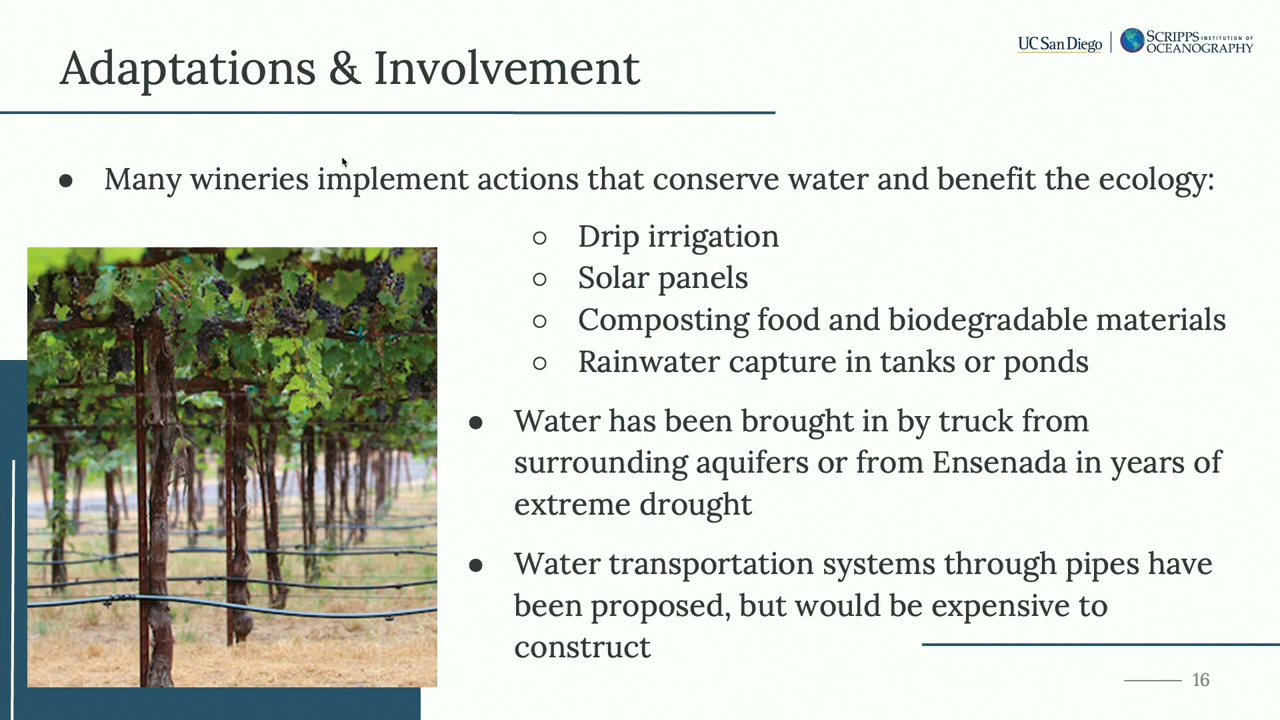 Adaptations & Involvement
UC San Diego
SCRIPPS INSTITUTION OF
OCEANOGRAPHY
● Many wineries implement actions that conserve water and benefit the ecology:
○ Drip irrigation
○ Solar panels
○ Composting food and biodegradable materials
○ Rainwater capture in tanks or ponds
● Water has been brought in by truck from
surrounding aquifers or from Ensenada in years of
extreme drought
● Water transportation systems through pipes have
been proposed, but would be expensive to
construct
16